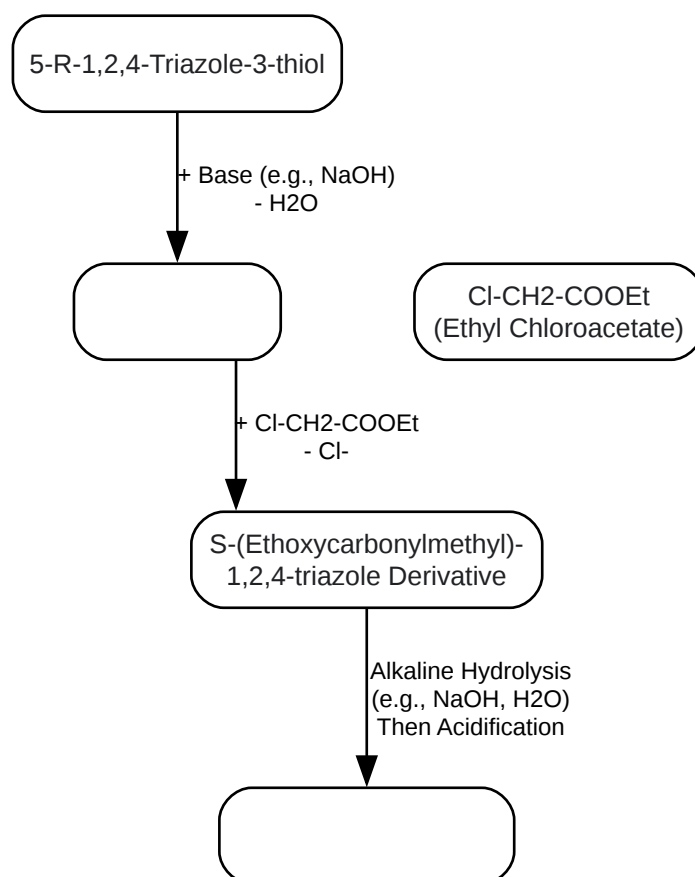 5-R-1,2,4-Triazole-3-thiol
+ Base (e.g., NaOH)
- H2O
Cl-CH2-COOEt
(Ethyl Chloroacetate)
+ Cl-CH2-COOEt
- Cl-
S-(Ethoxycarbonylmethyl)-
1,2,4-triazole Derivative
Alkaline Hydrolysis
(e.g., NaOH, H2O)
Then Acidification